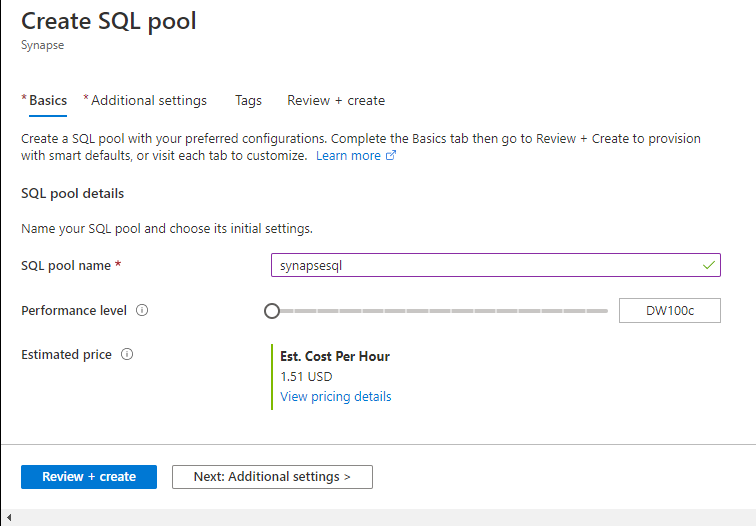 Create SQL pool
Synapse
* Basics * Additional settings Tags Review + create
Create a SQL pool with your preferred configurations. Complete the Basics tab then go to Review + Create to provision
with smart defaults, or visit each tab to customize. Learn more
SQL pool details
Name your SQL pool and choose its initial settings.
SQL pool name * synapsesql
Performance level DW100c
Estimated price
Est. Cost Per Hour
1.51 USD
View pricing details
Review + create Next: Additional settings >